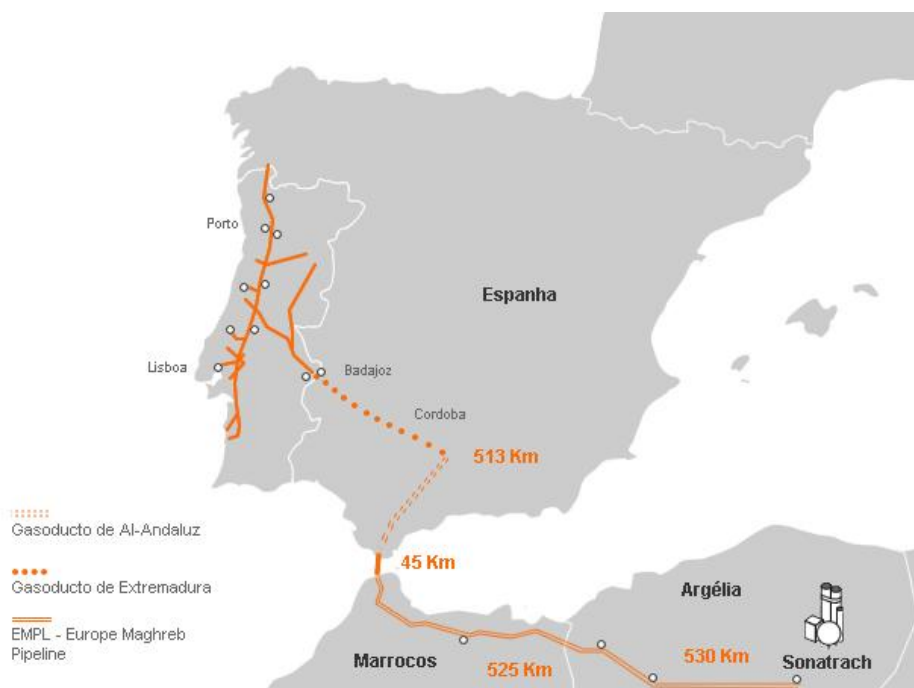 Porto
Espanha
Lisboa
Badajoz
Cordoba
513 Km
Gasoducto de Al-Andaluz
45 Km
Gasoducto de Extremadura
Argélia
EMPL - Europe Maghreb
Pipeline
Marrocos
525 Km
530 Km
Sonatrach